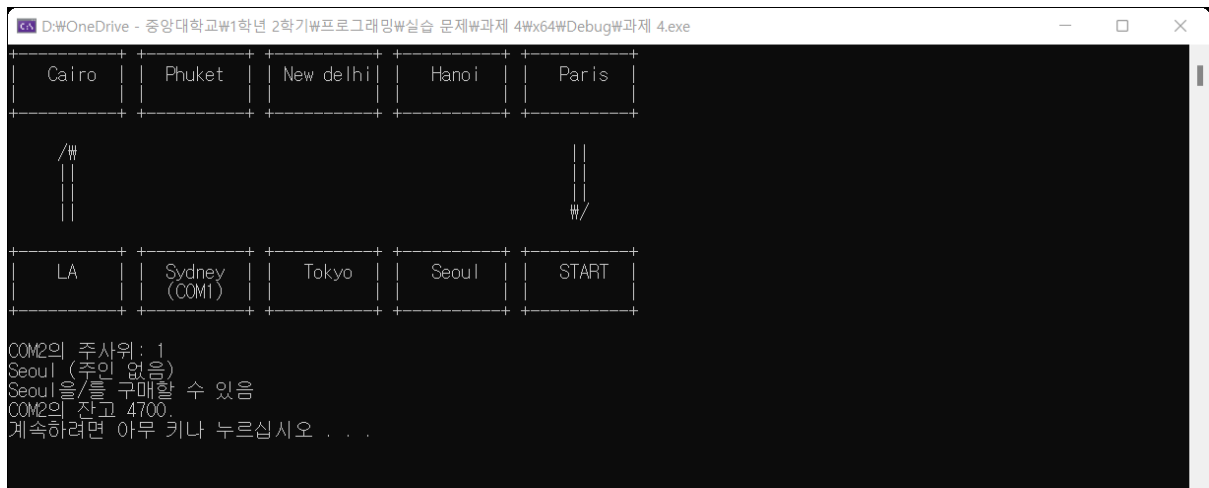 D:₩OneDrive - 중앙대학교₩1학년 2학기₩프로그래밍₩실습 문제₩과제 4₩x64₩Debug₩과제 4.exe
+----------+ +----------+ +----------+ +----------+ +----------+
|   Cairo  | |  Phuket  | | New delhi| |   Hanoi  | |   Paris  |
|          | |          | |          | |          | |          |
+----------+ +----------+ +----------+ +----------+ +----------+
/₩ ||
|| ||
|| ||
|| ₩/
+----------+ +----------+ +----------+ +----------+ +----------+
|    LA    | |  Sydney  | |   Tokyo  | |   Seoul  | |   START  |
|          | |  (COM1)  | |          | |          | |          |
+----------+ +----------+ +----------+ +----------+ +----------+
COM2의 주사위: 1
Seoul (주인 없음)
Seoul을/를 구매할 수 있음
COM2의 잔고 4700.
계속하려면 아무 키나 누르십시오 . . .